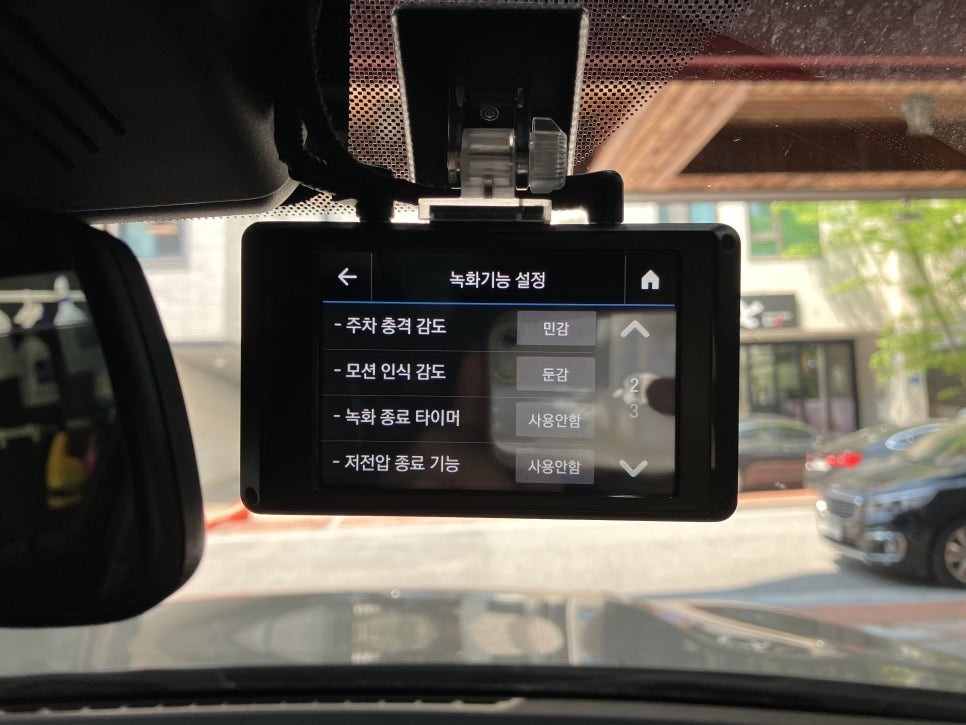 녹화기능 설정
- 주차 충격 감도 민감
- 모션 인식 감도 둔감
- 녹화 종료 타이머 사용안함
- 저전압 종료 기능 사용안함
2
3